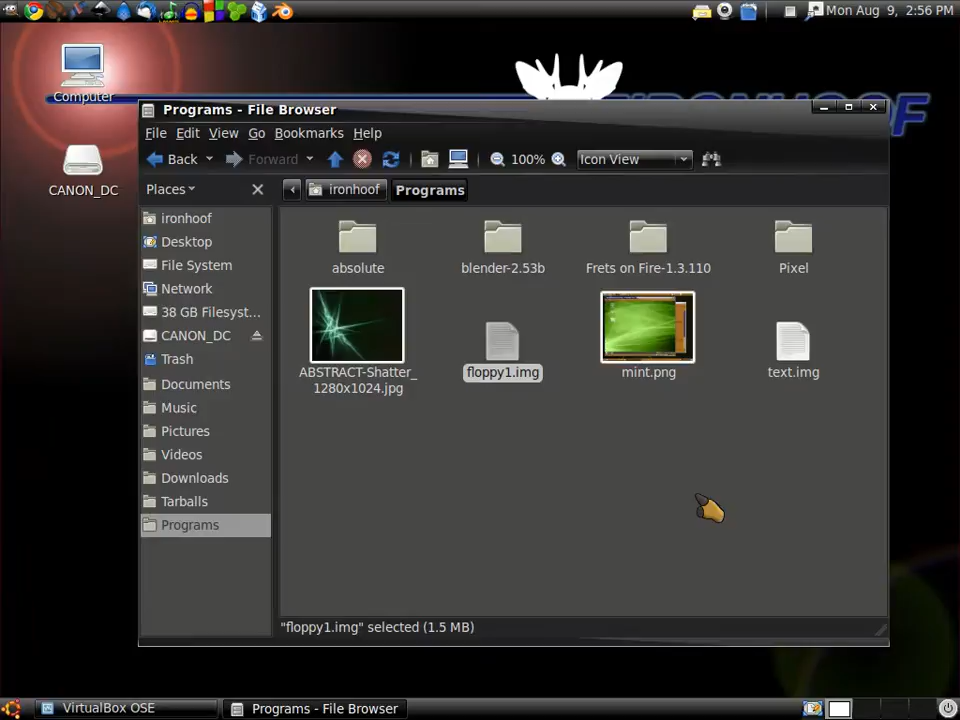 Mon Aug 9, 2:56 PM
Computer
CANON_DC
Programs - File Browser
File Edit View Go Bookmarks Help
Back Forward 100% Icon View
Places ironhoof Programs
ironhoof
Desktop
File System
Network
38 GB Filesyst...
CANON_DC
Trash
Documents
Music
Pictures
Videos
Downloads
Tarballs
Programs
absolute blender-2.53b Frets on Fire-1.3.110 Pixel
ABSTRACT-Shatter_
1280x1024.jpg
floppy1.img mint.png text.img
"floppy1.img" selected (1.5 MB)
VirtualBox OSE Programs - File Browser